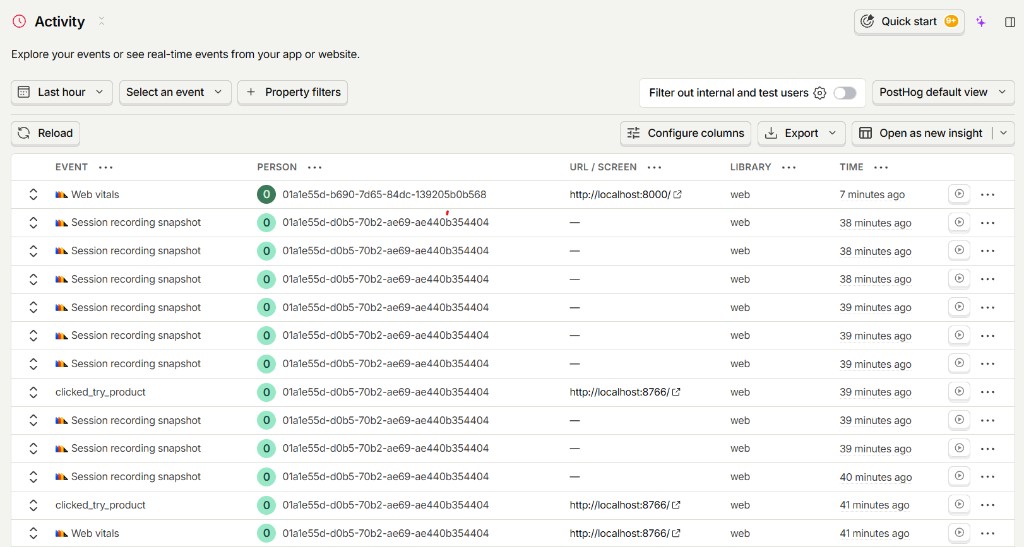 Activity
Quick start 9+
Explore your events or see real-time events from your app or website.
Last hour Select an event + Property filters Filter out internal and test users PostHog default view
Reload Configure columns Export Open as new insight
EVENT ... PERSON ... URL / SCREEN ... LIBRARY ... TIME ...
Web vitals 0 01a1e55d-b690-7d65-84dc-139205b0b568 http://localhost:8000/ web 7 minutes ago ...
Session recording snapshot 0 01a1e55d-d0b5-70b2-ae69-ae440b354404 — web 38 minutes ago ...
Session recording snapshot 0 01a1e55d-d0b5-70b2-ae69-ae440b354404 — web 38 minutes ago ...
Session recording snapshot 0 01a1e55d-d0b5-70b2-ae69-ae440b354404 — web 38 minutes ago ...
Session recording snapshot 0 01a1e55d-d0b5-70b2-ae69-ae440b354404 — web 39 minutes ago ...
Session recording snapshot 0 01a1e55d-d0b5-70b2-ae69-ae440b354404 — web 39 minutes ago ...
Session recording snapshot 0 01a1e55d-d0b5-70b2-ae69-ae440b354404 — web 39 minutes ago ...
clicked_try_product 0 01a1e55d-d0b5-70b2-ae69-ae440b354404 http://localhost:8766/ web 39 minutes ago ...
Session recording snapshot 0 01a1e55d-d0b5-70b2-ae69-ae440b354404 — web 39 minutes ago ...
Session recording snapshot 0 01a1e55d-d0b5-70b2-ae69-ae440b354404 — web 39 minutes ago ...
Session recording snapshot 0 01a1e55d-d0b5-70b2-ae69-ae440b354404 — web 40 minutes ago ...
clicked_try_product 0 01a1e55d-d0b5-70b2-ae69-ae440b354404 http://localhost:8766/ web 41 minutes ago ...
Web vitals 0 01a1e55d-d0b5-70b2-ae69-ae440b354404 http://localhost:8766/ web 41 minutes ago ...